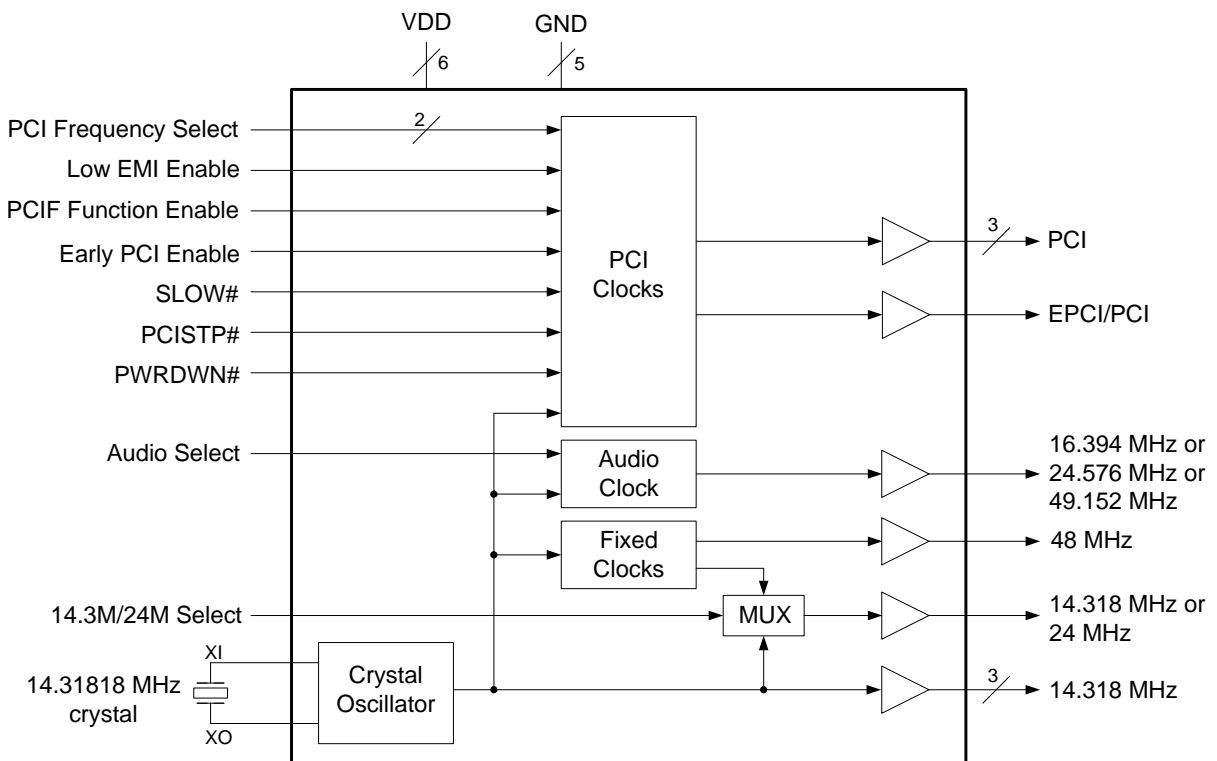 VDD
GND
6
5
PCI Frequency Select
2
Low EMI Enable
PCIF Function Enable
Early PCI Enable
SLOW#
PCISTP#
PWRDWN#
PCI
Clocks
3
PCI
EPCI/PCI
Audio Select
Audio
Clock
16.394 MHz or
24.576 MHz or
49.152 MHz
Fixed
Clocks
48 MHz
14.3M/24M Select
MUX
14.318 MHz or
24 MHz
XI
14.31818 MHz
crystal
XO
Crystal
Oscillator
3
14.318 MHz